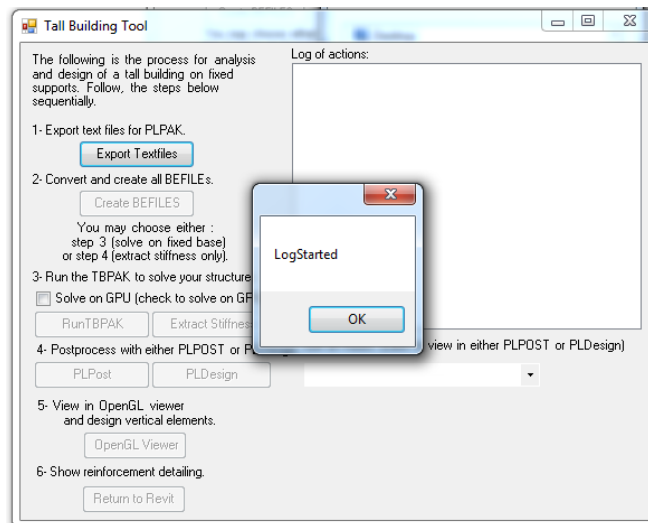 Tall Building Tool
The following is the process for analysis
and design of a tall building on fixed
supports. Follow, the steps below
sequentially.
Log of actions:
1- Export text files for PLPAK.
Export Textfiles
2- Convert and create all BEFILEs.
Create BEFILES
You may choose either :
step 3 (solve on fixed base)
or step 4 (extract stiffness only).
LogStarted
OK
3- Run the TBPAK to solve your structure
Solve on GPU (check to solve on
RunTBPAK
Extract
4- Postprocess with either PLPOST or
view in either PLPOST or PLDesign)
PLPost
PLDesign
5- View in OpenGL viewer
and design vertical elements.
OpenGL Viewer
6- Show reinforcement detailing.
Return to Revit